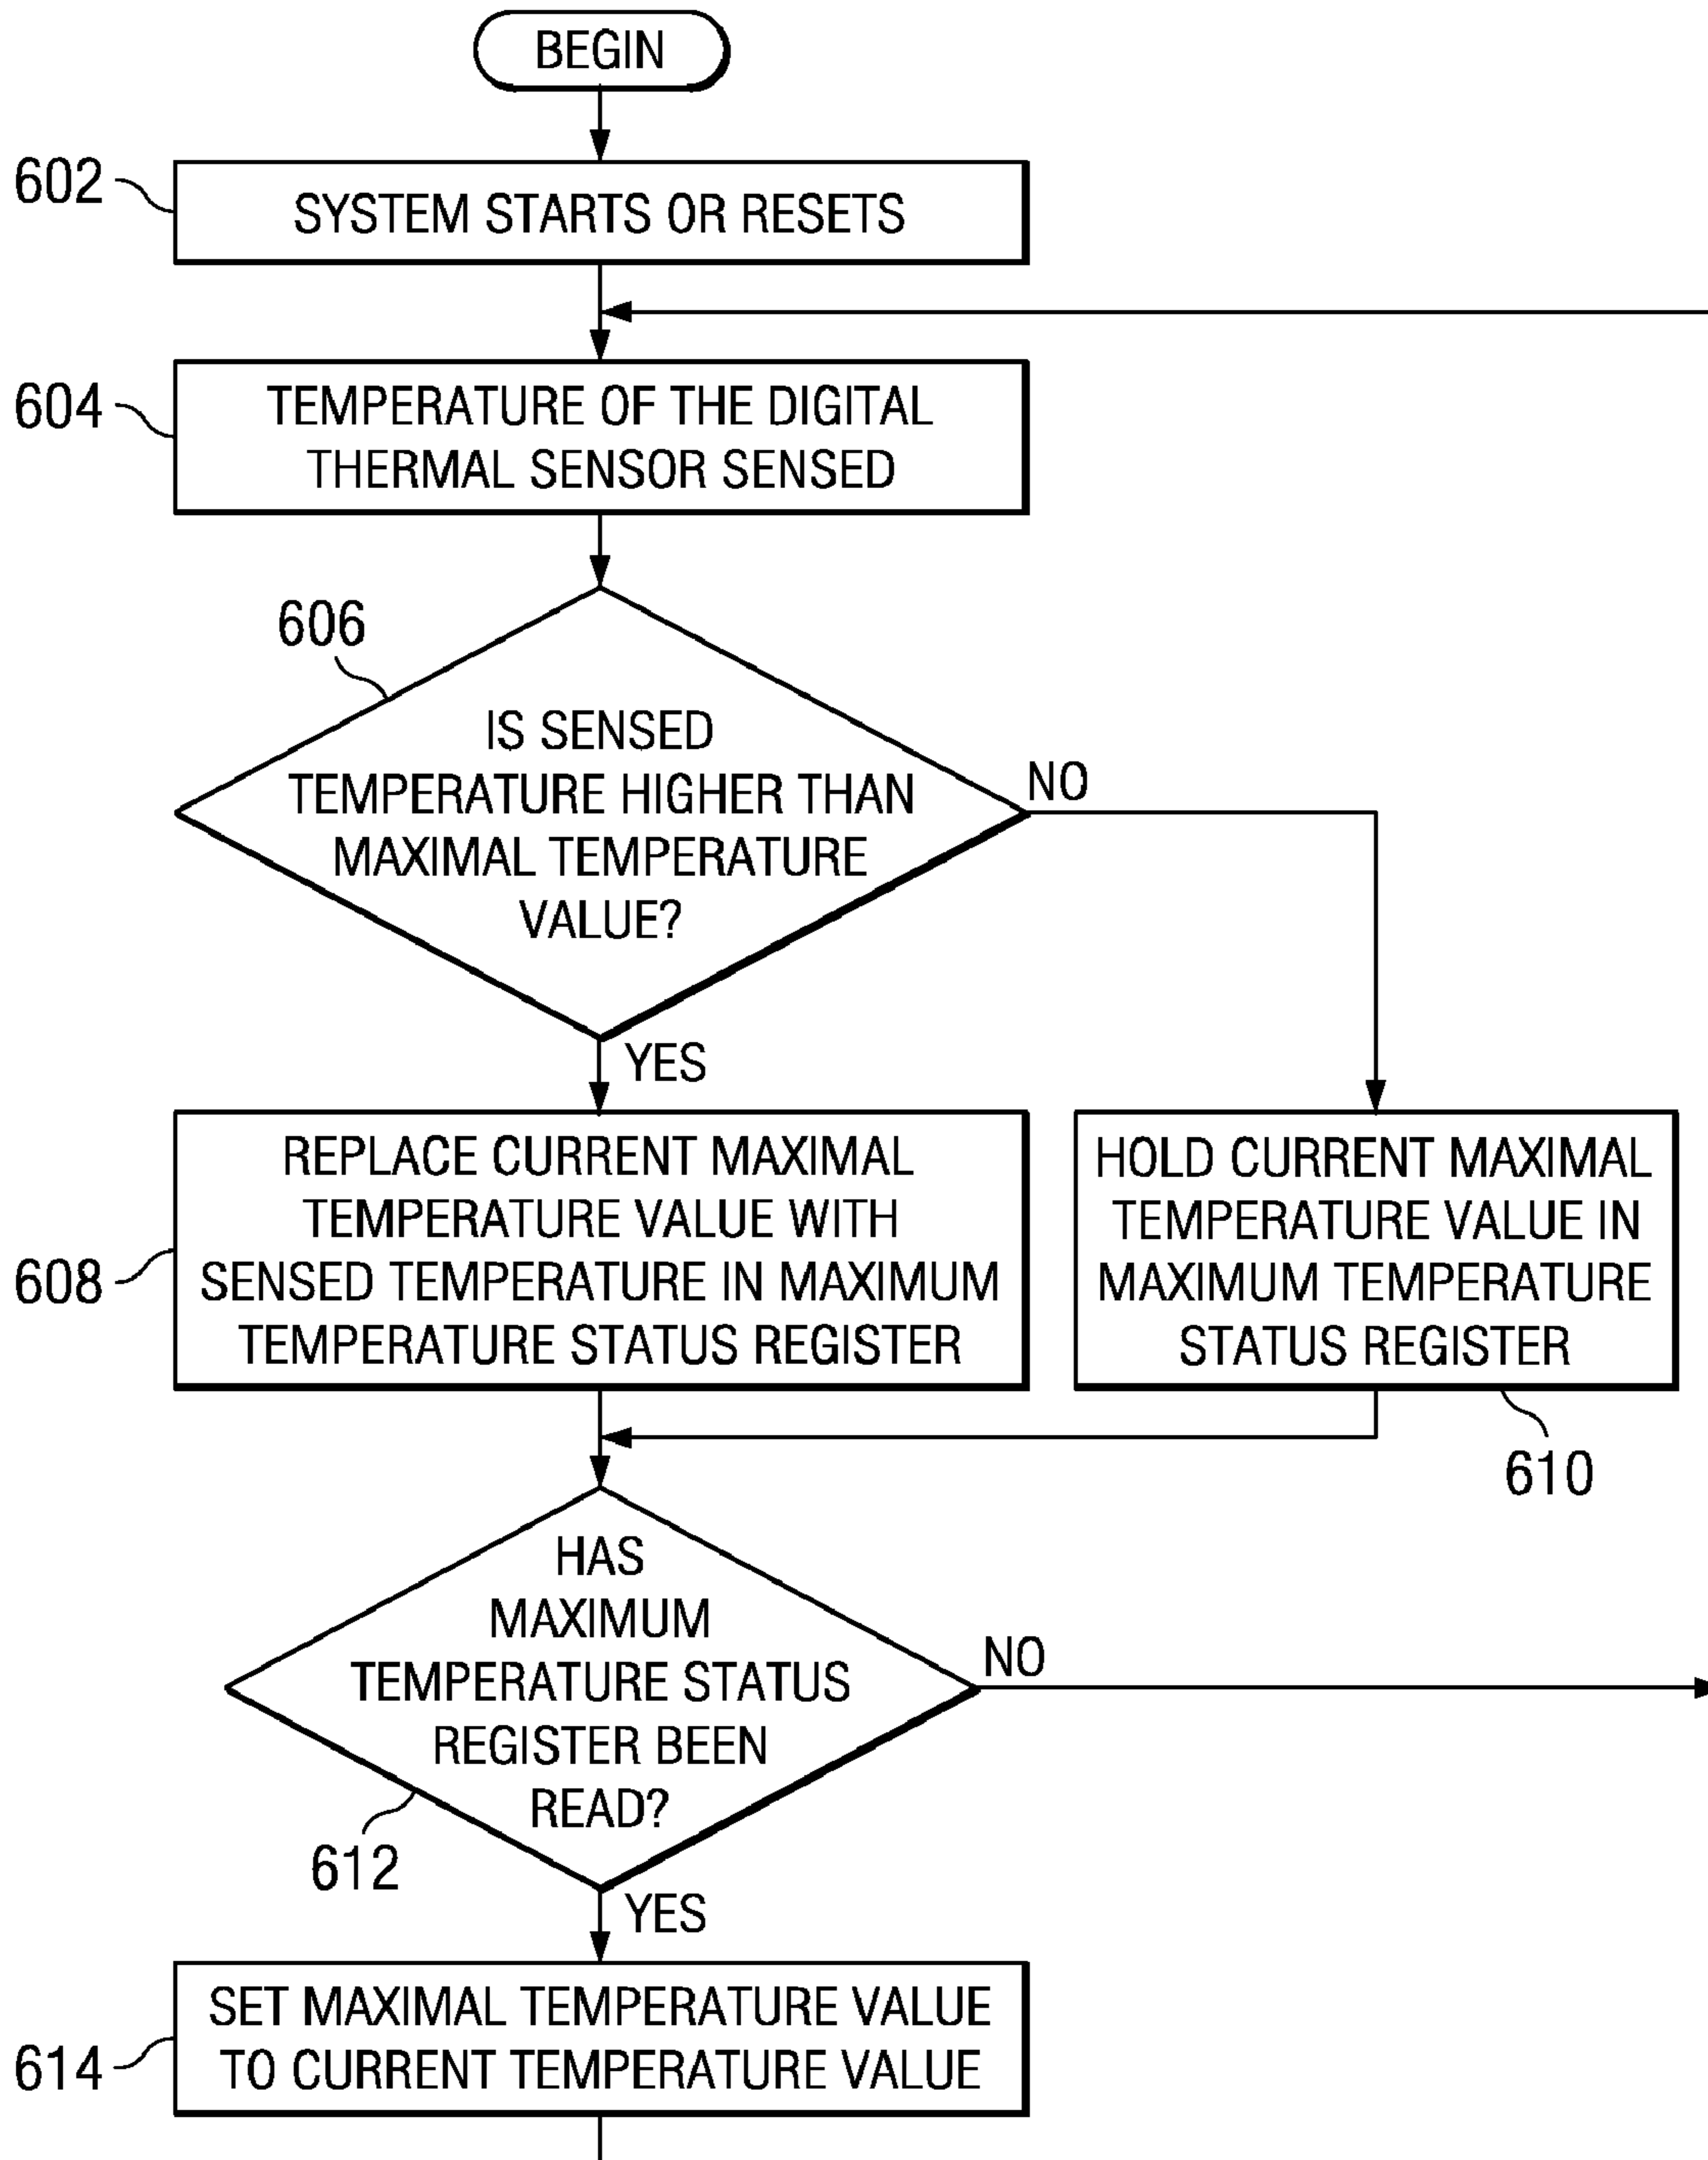 BEGIN
602
SYSTEM STARTS OR RESETS
604
TEMPERATURE OF THE DIGITAL
THERMAL SENSOR SENSED
606
IS SENSED
TEMPERATURE HIGHER THAN
MAXIMAL TEMPERATURE
VALUE?
NO
YES
608
REPLACE CURRENT MAXIMAL
TEMPERATURE VALUE WITH
SENSED TEMPERATURE IN MAXIMUM
TEMPERATURE STATUS REGISTER
HOLD CURRENT MAXIMAL
TEMPERATURE VALUE IN
MAXIMUM TEMPERATURE
STATUS REGISTER
610
HAS
MAXIMUM
TEMPERATURE STATUS
REGISTER BEEN
READ?
NO
612
YES
614
SET MAXIMAL TEMPERATURE VALUE
TO CURRENT TEMPERATURE VALUE